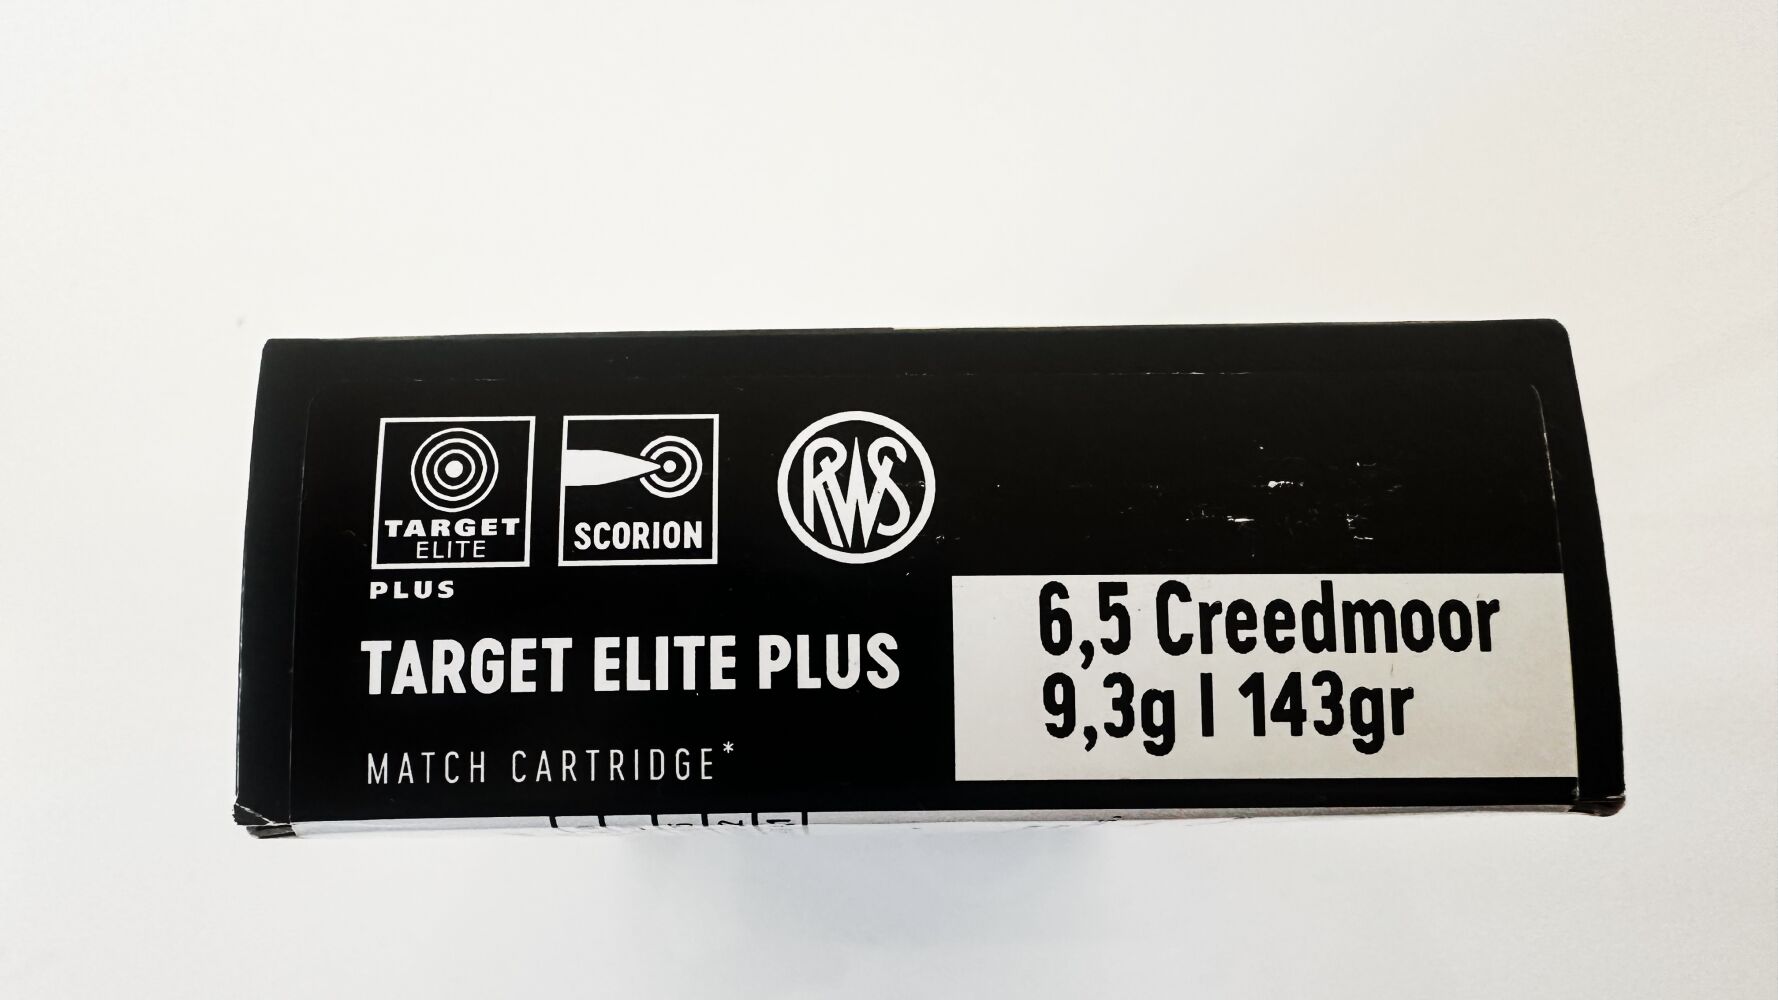 TARGET
ELITE
PLUS
SCORION
RWS
TARGET ELITE PLUS
MATCH CARTRIDGE*
6,5 Creedmoor
9,3g | 143gr